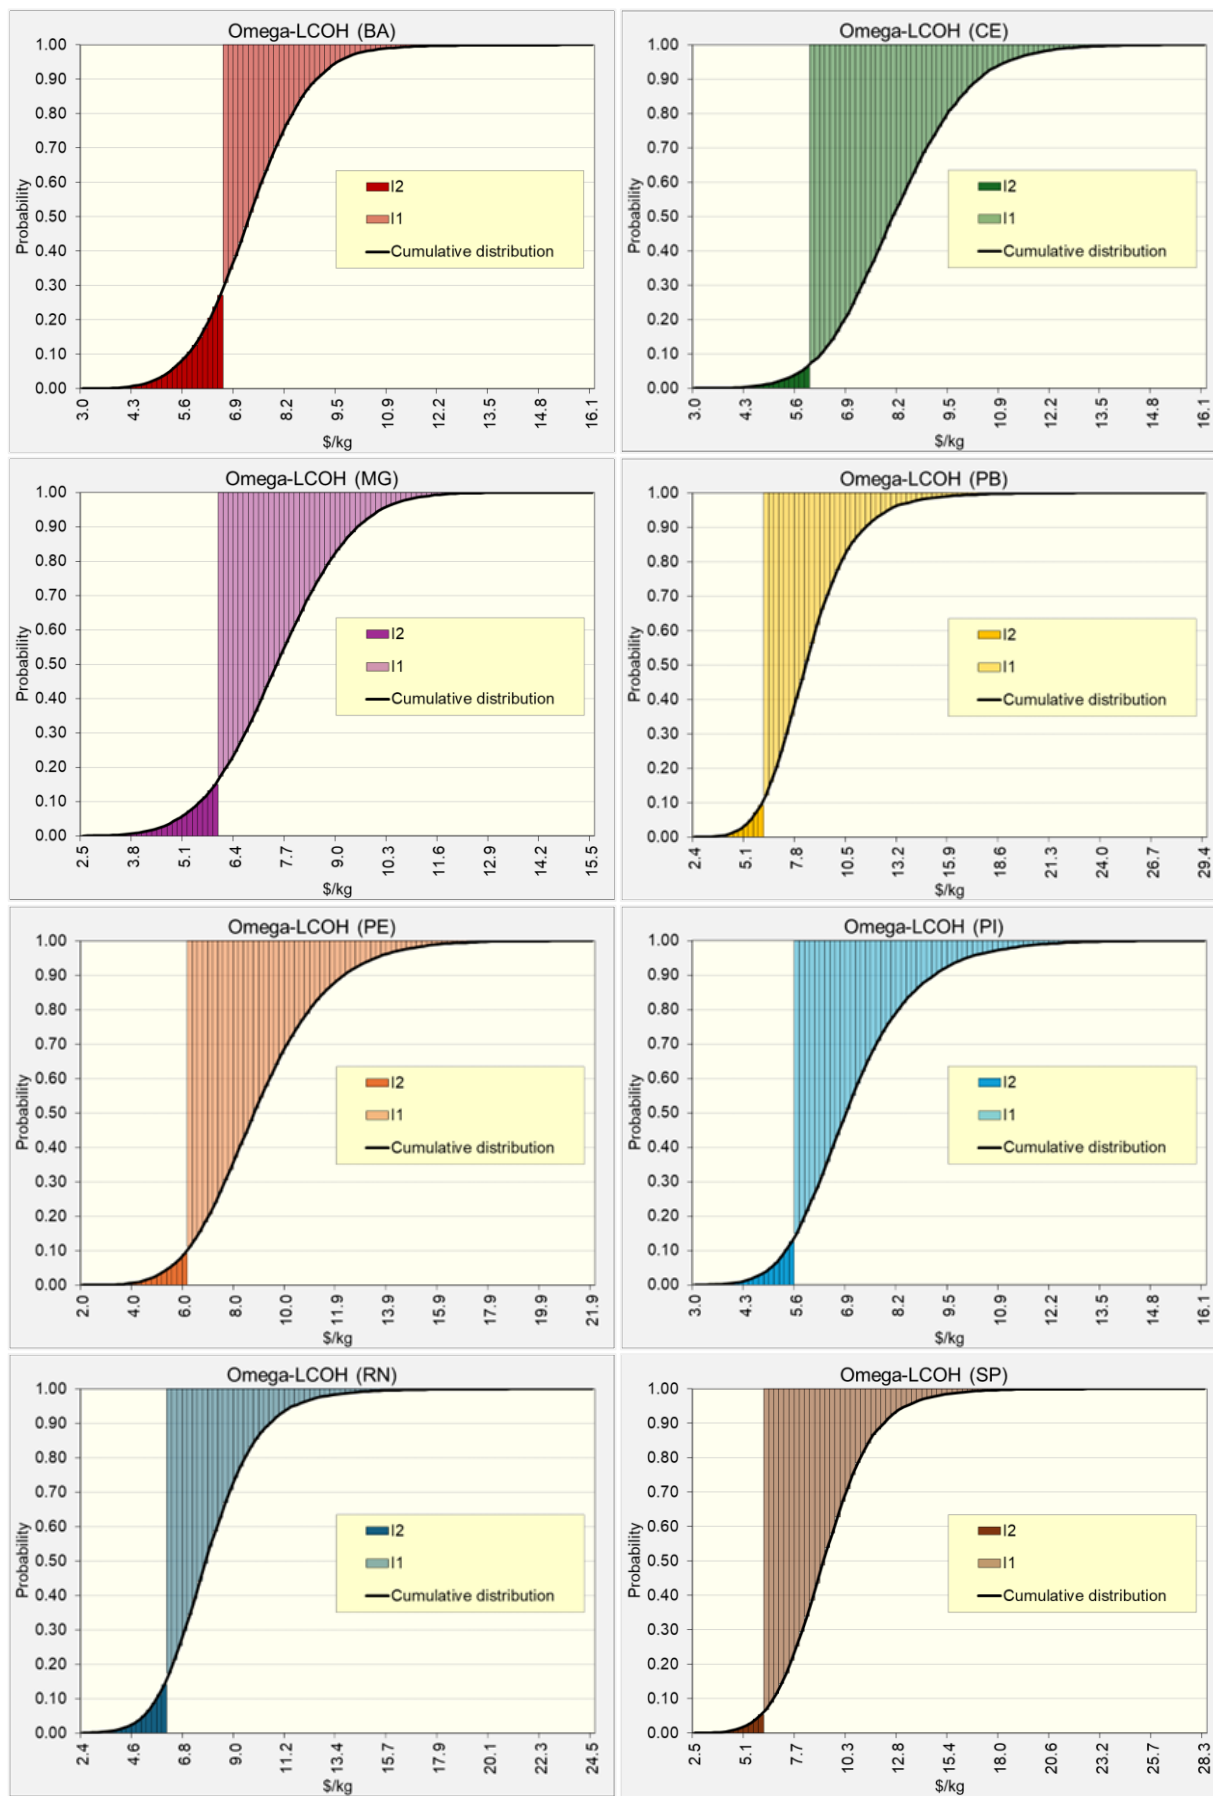 Omega-LCOH (BA)
1.00
0.90
0.80
0.70
0.60
0.50
0.40
0.30
0.20
0.10
0.00
Probability
I2
I1
Cumulative distribution
3.0 4.3 5.6 6.9 8.2 9.5 10.9 12.2 13.5 14.8 16.1
$/kg
Omega-LCOH (CE)
1.00
0.90
0.80
0.70
0.60
0.50
0.40
0.30
0.20
0.10
0.00
Probability
I2
I1
Cumulative distribution
3.0 4.3 5.6 6.9 8.2 9.5 10.9 12.2 13.5 14.8 16.1
$/kg
Omega-LCOH (MG)
1.00
0.90
0.80
0.70
0.60
0.50
0.40
0.30
0.20
0.10
0.00
Probability
I2
I1
Cumulative distribution
2.5 3.8 5.1 6.4 7.7 9.0 10.3 11.6 12.9 14.2 15.5
$/kg
Omega-LCOH (PB)
1.00
0.90
0.80
0.70
0.60
0.50
0.40
0.30
0.20
0.10
0.00
Probability
I2
I1
Cumulative distribution
2.4 5.1 7.8 10.5 13.2 15.9 18.6 21.3 24.0 26.7 29.4
$/kg
Omega-LCOH (PE)
1.00
0.90
0.80
0.70
0.60
0.50
0.40
0.30
0.20
0.10
0.00
Probability
I2
I1
Cumulative distribution
2.0 4.0 6.0 8.0 10.0 11.9 13.9 15.9 17.9 19.9 21.9
$/kg
Omega-LCOH (PI)
1.00
0.90
0.80
0.70
0.60
0.50
0.40
0.30
0.20
0.10
0.00
Probability
I2
I1
Cumulative distribution
3.0 4.3 5.6 6.9 8.2 9.5 10.9 12.2 13.5 14.8 16.1
$/kg
Omega-LCOH (RN)
1.00
0.90
0.80
0.70
0.60
0.50
0.40
0.30
0.20
0.10
0.00
Probability
I2
I1
Cumulative distribution
2.4 4.6 6.8 9.0 11.2 13.4 15.7 17.9 20.1 22.3 24.5
$/kg
Omega-LCOH (SP)
1.00
0.90
0.80
0.70
0.60
0.50
0.40
0.30
0.20
0.10
0.00
Probability
I2
I1
Cumulative distribution
2.5 5.1 7.7 10.3 12.8 15.4 18.0 20.6 23.2 25.7 28.3
$/kg